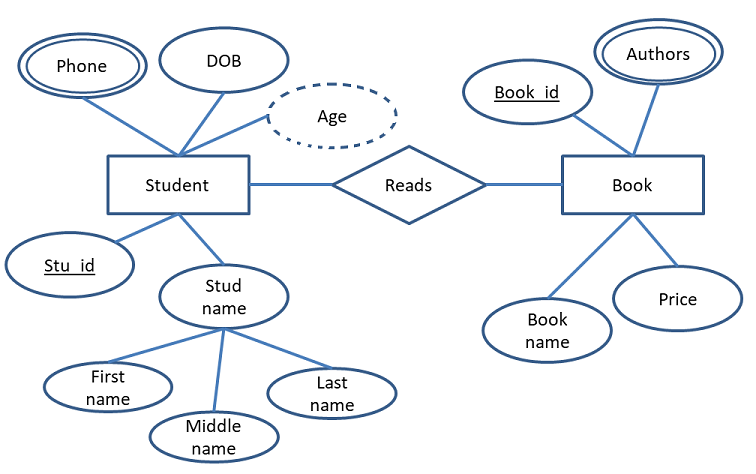 Phone
DOB
Authors
Book_id
Age
Student
Reads
Book
Stu_id
Stud
name
Price
Book
name
First
name
Last
name
Middle
name